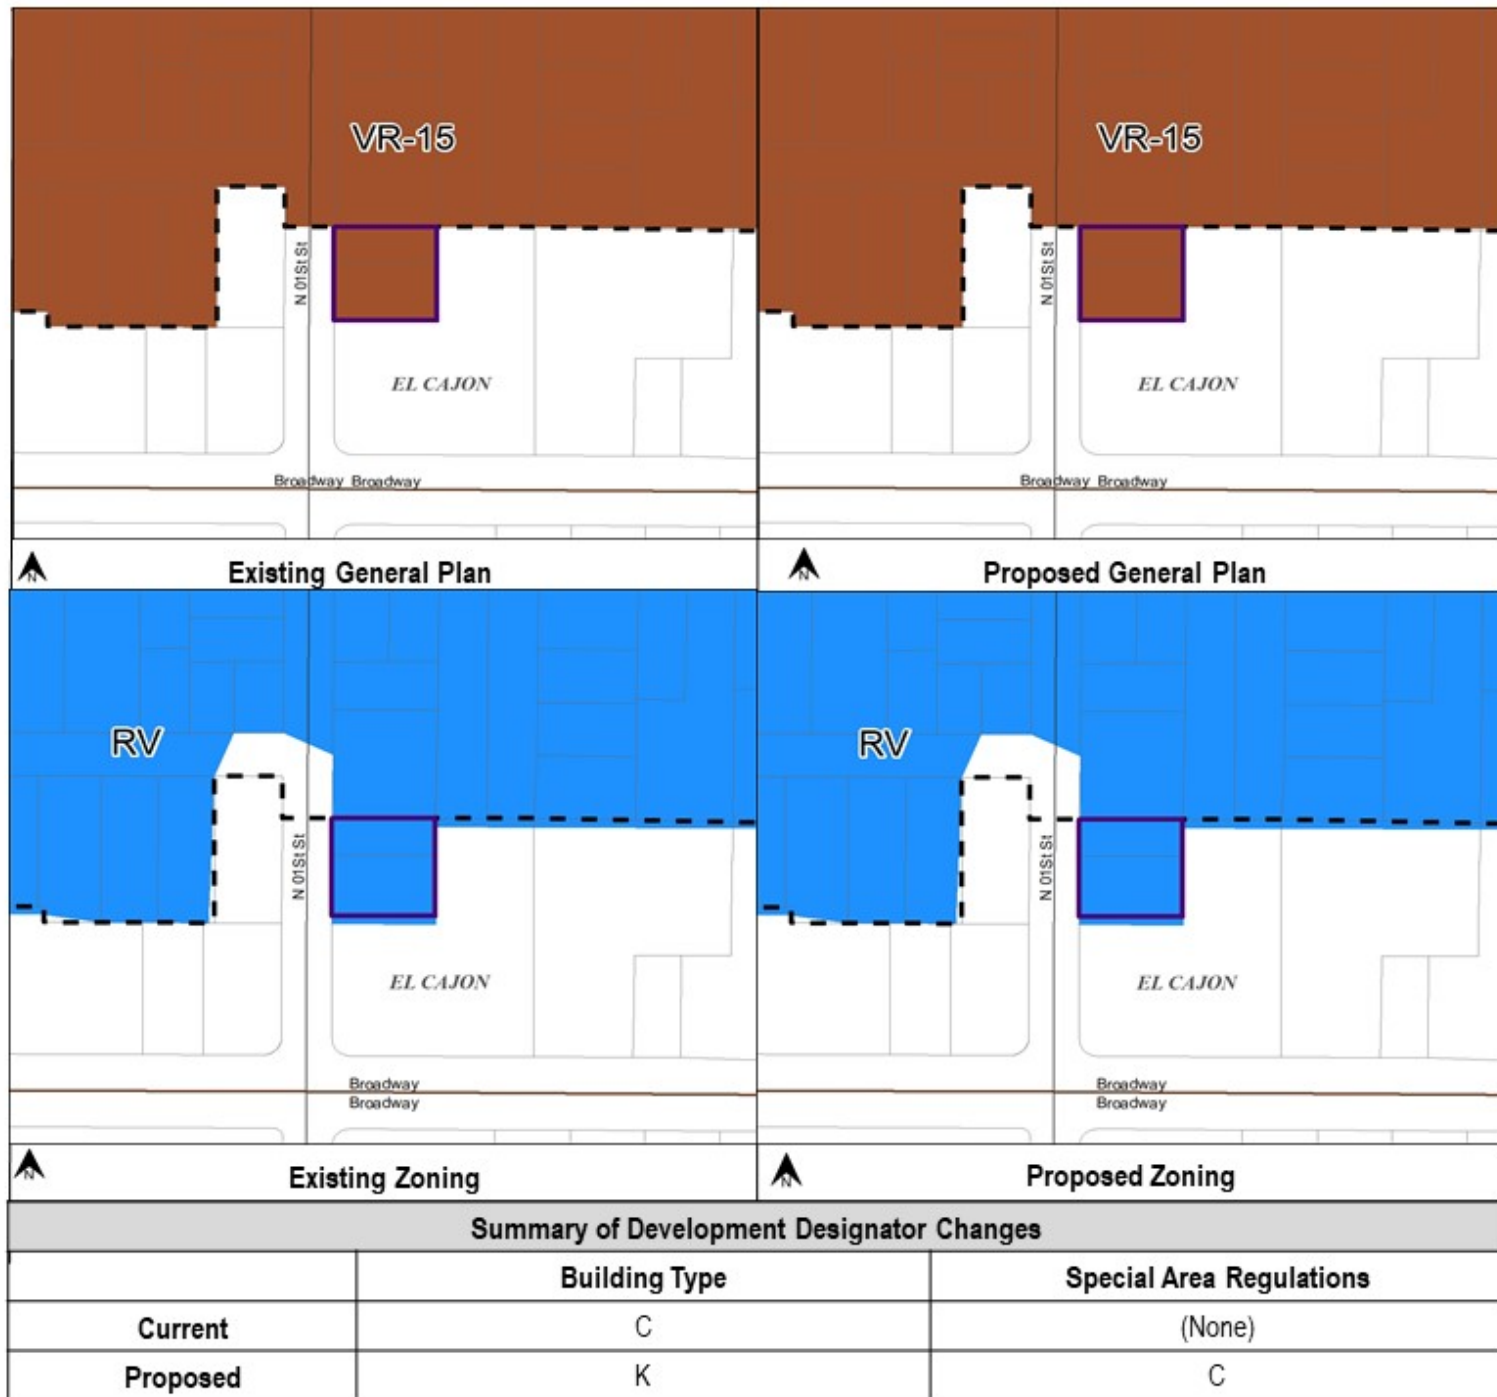 VR-15
VR-15
N 01St St
N 01St St
EL CAJON
EL CAJON
Broadway Broadway
Broadway Broadway
N
Existing General Plan
N
Proposed General Plan
RV
RV
N 01St St
N 01St St
EL CAJON
EL CAJON
Broadway
Broadway
Broadway
Broadway
N
Existing Zoning
N
Proposed Zoning
Summary of Development Designator Changes
Building Type
Special Area Regulations
Current
C
(None)
Proposed
K
C